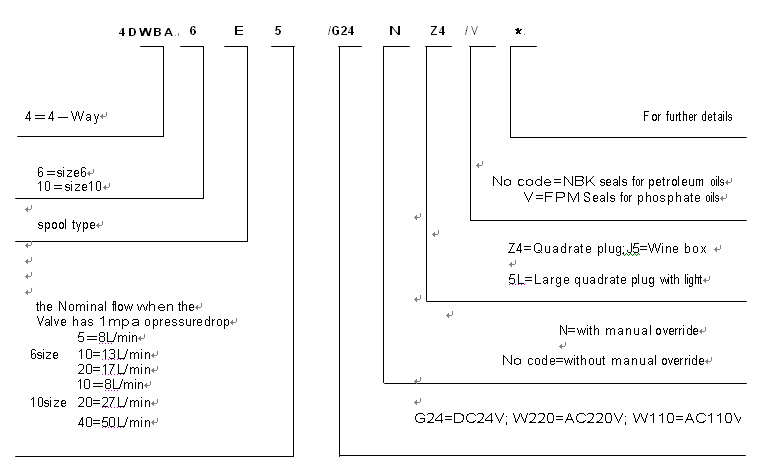 4DWBA. 6 E 5 /G24 N Z4 /V *.
4=4-Way
6=size6
10=size10
spool type
the Nominal flow when the
Valve has 1mpa opressuredrop
5=8L/min
6size 10=13L/min
20=17L/min
10=8L/min
10size 20=27L/min
40=50L/min
For further details
No code=NBK seals for petroleum oils
V=FPM Seals for phosphate oils
Z4=Quadrate plug;J5=Wine box
5L=Large quadrate plug with light
N=with manual override
No code=without manual override
G24=DC24V; W220=AC220V; W110=AC110V